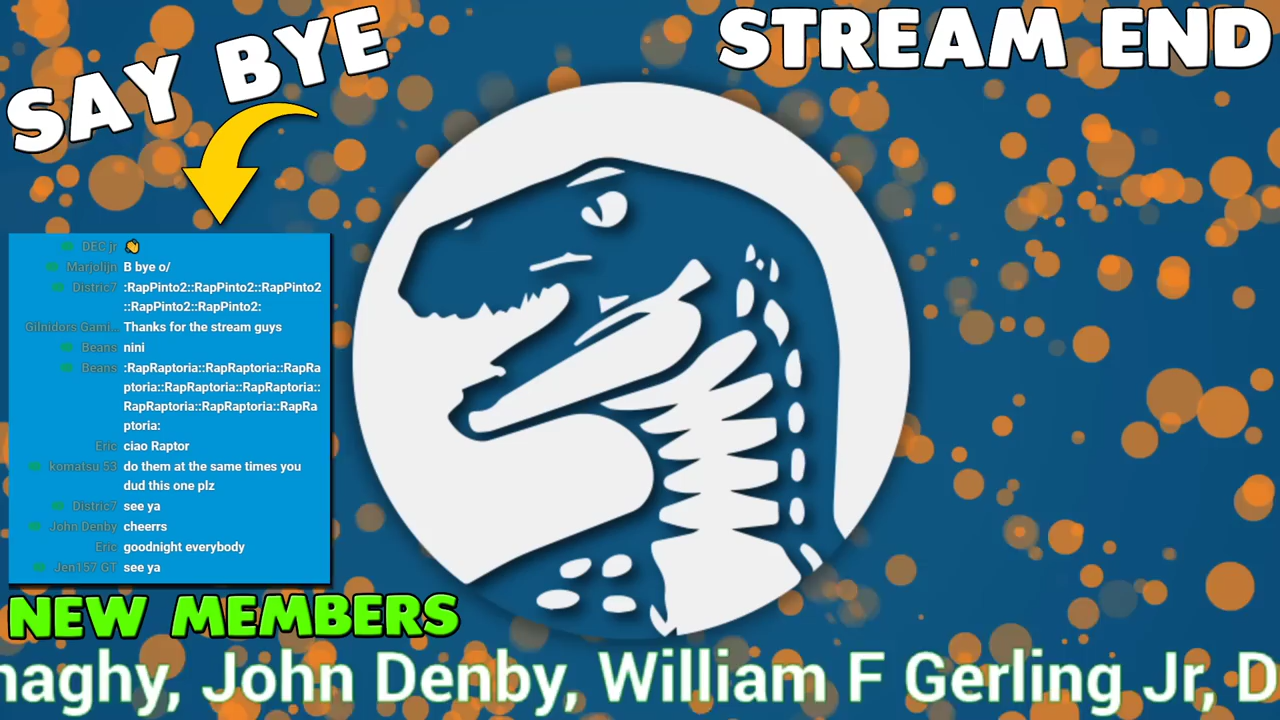 SAY BYE
STREAM END
DEC jr
Marjolijn B bye o/
Distric7 :RapPinto2::RapPinto2::RapPinto2
::RapPinto2::RapPinto2:
Gilnidors Gami... Thanks for the stream guys
Beans nini
Beans :RapRaptoria::RapRaptoria::RapRa
ptoria::RapRaptoria::RapRaptoria::
RapRaptoria::RapRaptoria::RapRa
ptoria:
Eric ciao Raptor
komatsu 53 do them at the same times you
dud this one plz
Distric7 see ya
John Denby cheerrs
Eric goodnight everybody
Jen157 GT see ya
NEW MEMBERS
naghy, John Denby, William F Gerling Jr, D